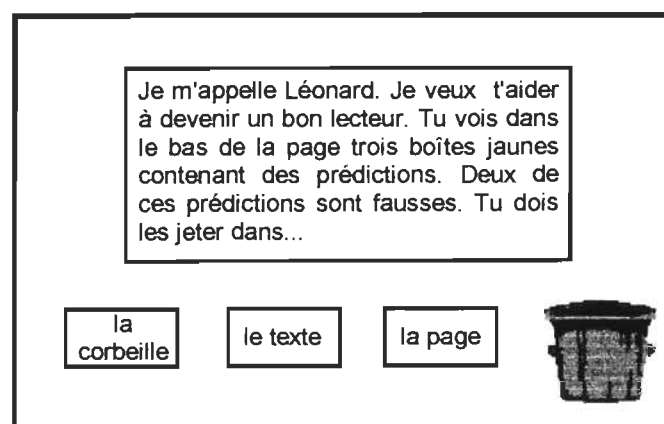 Je m'appelle Léonard. Je veux t'aider
à devenir un bon lecteur. Tu vois dans
le bas de la page trois boîtes jaunes
contenant des prédictions. Deux de
ces prédictions sont fausses. Tu dois
les jeter dans...
la
corbeille
le texte
la page